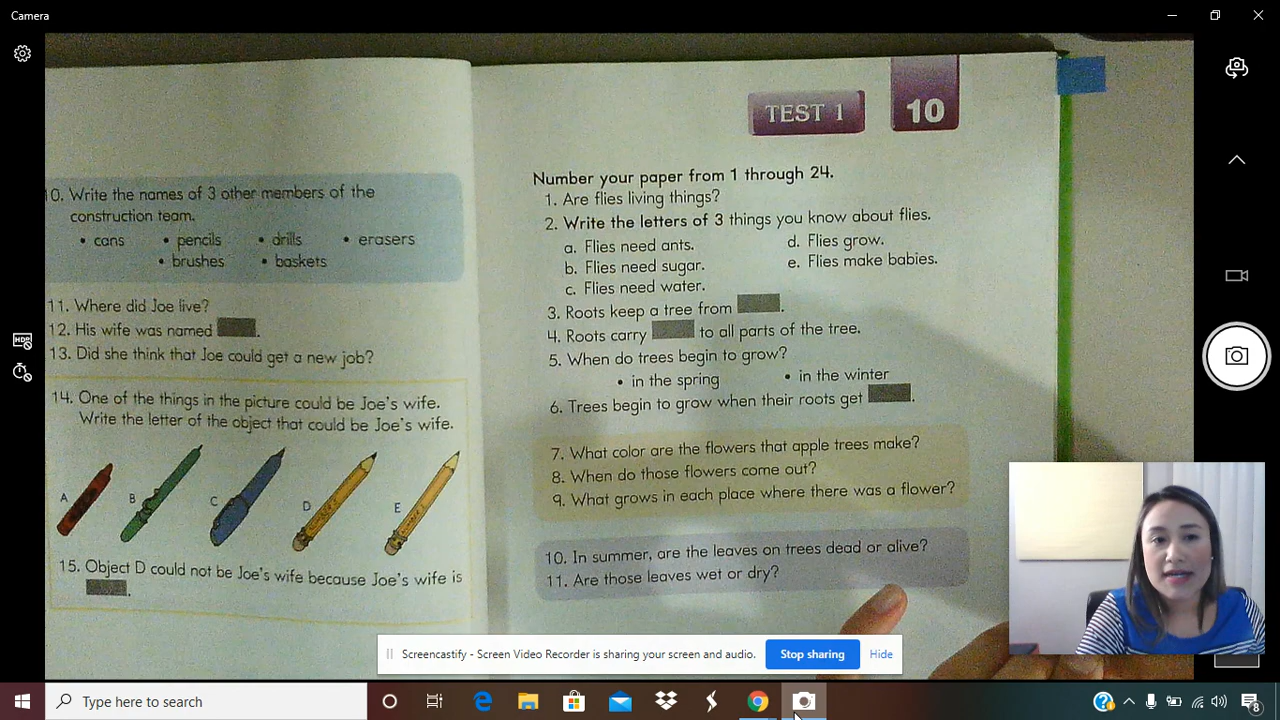 Camera
10. Write the names of 3 other members of the
construction team.
• cans • pencils • drills • erasers
• brushes • baskets
11. Where did Joe live?
12. His wife was named .
13. Did she think that Joe could get a new job?
14. One of the things in the picture could be Joe's wife.
Write the letter of the object that could be Joe's wife.
A B C D E
15. Object D could not be Joe's wife because Joe's wife is
.
TEST 1 10
Number your paper from 1 through 24.
1. Are flies living things?
2. Write the letters of 3 things you know about flies.
a. Flies need ants. d. Flies grow.
b. Flies need sugar. e. Flies make babies.
c. Flies need water.
3. Roots keep a tree from .
4. Roots carry to all parts of the tree.
5. When do trees begin to grow?
• in the spring • in the winter
6. Trees begin to grow when their roots get .
7. What color are the flowers that apple trees make?
8. When do those flowers come out?
9. What grows in each place where there was a flower?
10. In summer, are the leaves on trees dead or alive?
11. Are those leaves wet or dry?
HDR
Screencastify - Screen Video Recorder is sharing your screen and audio. Stop sharing Hide
Type here to search
8